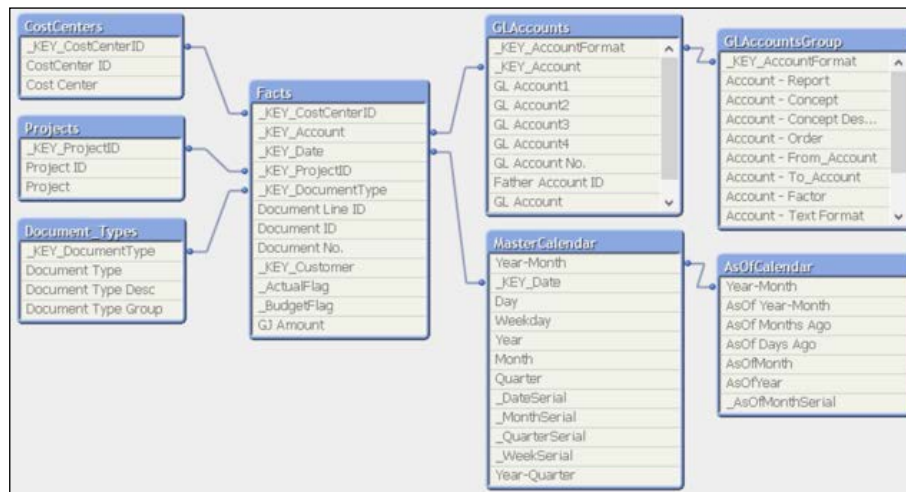 CostCenters
_KEY_CostCenterID
CostCenter ID
Cost Center
Projects
_KEY_ProjectID
Project ID
Project
Document_Types
_KEY_DocumentType
Document Type
Document Type Desc
Document Type Group
Facts
_KEY_CostCenterID
_KEY_Account
_KEY_Date
_KEY_ProjectID
_KEY_DocumentType
Document Line ID
Document ID
Document No.
_KEY_Customer
_ActualFlag
_BudgetFlag
GJ Amount
GLAccounts
_KEY_AccountFormat
_KEY_Account
GL Account1
GL Account2
GL Account3
GL Account4
GL Account No.
Father Account ID
GL Account
MasterCalendar
Year-Month
_KEY_Date
Day
Weekday
Year
Month
Quarter
_DateSerial
_MonthSerial
_QuarterSerial
_WeekSerial
Year-Quarter
GLAccountsGroup
_KEY_AccountFormat
Account - Report
Account - Concept
Account - Concept Des...
Account - Order
Account - From_Account
Account - To_Account
Account - Factor
Account - Text Format
AsOfCalendar
Year-Month
AsOf Year-Month
AsOf Months Ago
AsOf Days Ago
AsOfMonth
AsOfYear
_AsOfMonthSerial